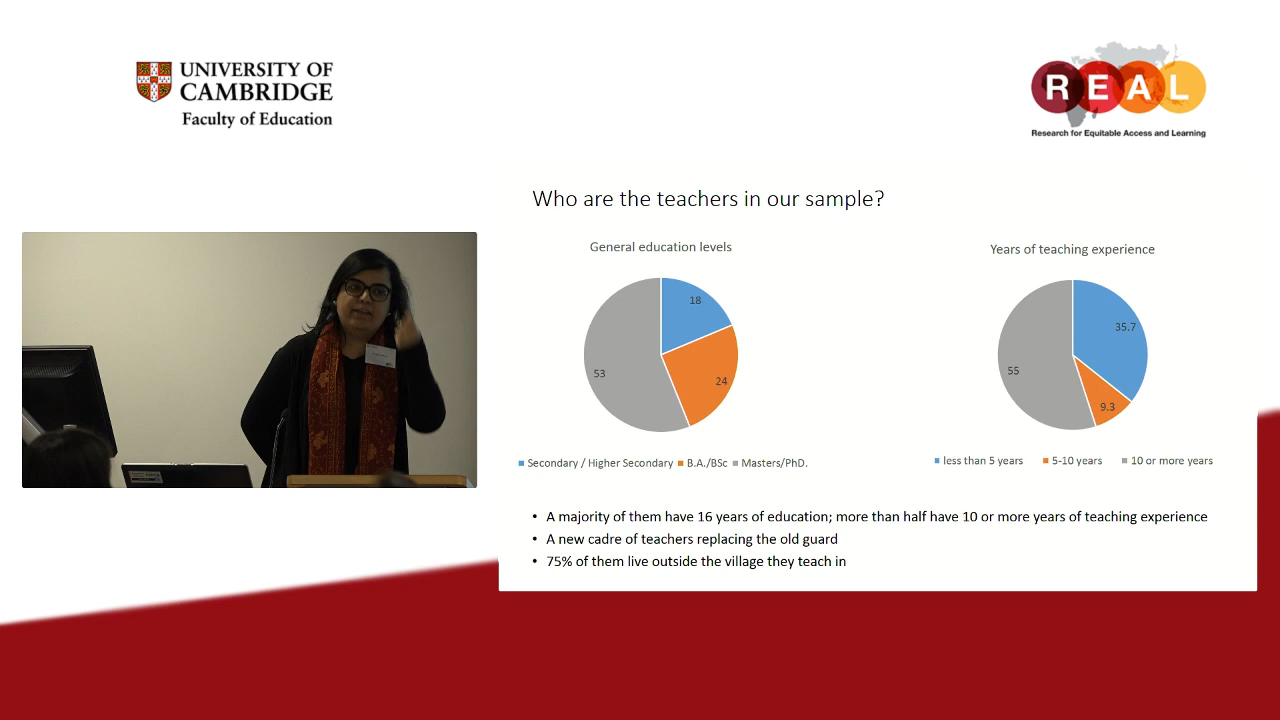 UNIVERSITY OF
CAMBRIDGE
Faculty of Education
R E A L
Research for Equitable Access and Learning
Who are the teachers in our sample?
General education levels
18
24
53
Secondary / Higher Secondary B.A./BSc Masters/PhD.
Years of teaching experience
35.7
9.3
55
less than 5 years 5-10 years 10 or more years
• A majority of them have 16 years of education; more than half have 10 or more years of teaching experience
• A new cadre of teachers replacing the old guard
• 75% of them live outside the village they teach in